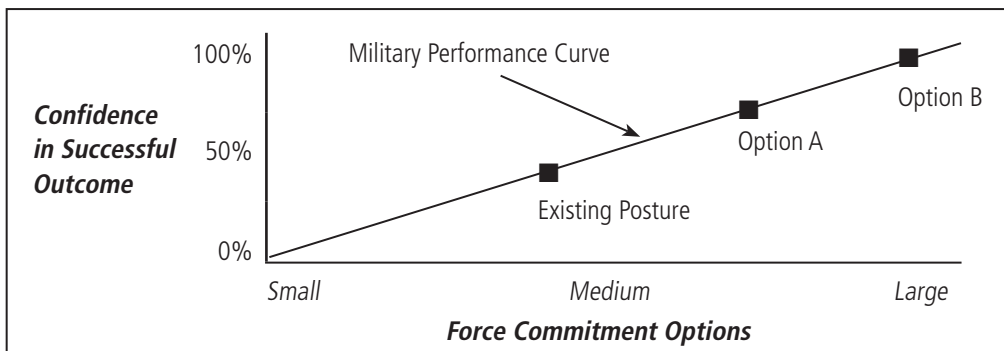 100%
Military Performance Curve
Option B
Confidence
in Successful
Outcome
50%
Option A
Existing Posture
0%
Small Medium Large
Force Commitment Options